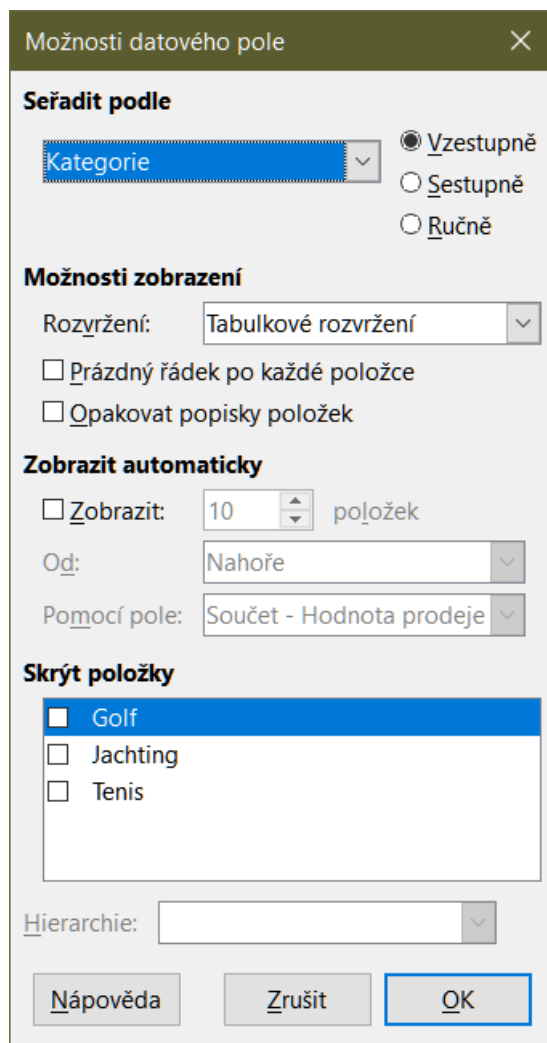 Možnosti datového pole
Seřadit podle
Kategorie
Vzestupně
Sestupně
Ručně
Možnosti zobrazení
Rozvržení: Tabulkové rozvržení
Prázdný řádek po každé položce
Opakovat popisky položek
Zobrazit automaticky
Zobrazit: 10 položek
Od: Nahoře
Pomocí pole: Součet - Hodnota prodeje
Skrýt položky
Golf
Jachting
Tenis
Hierarchie:
Nápověda Zrušit OK